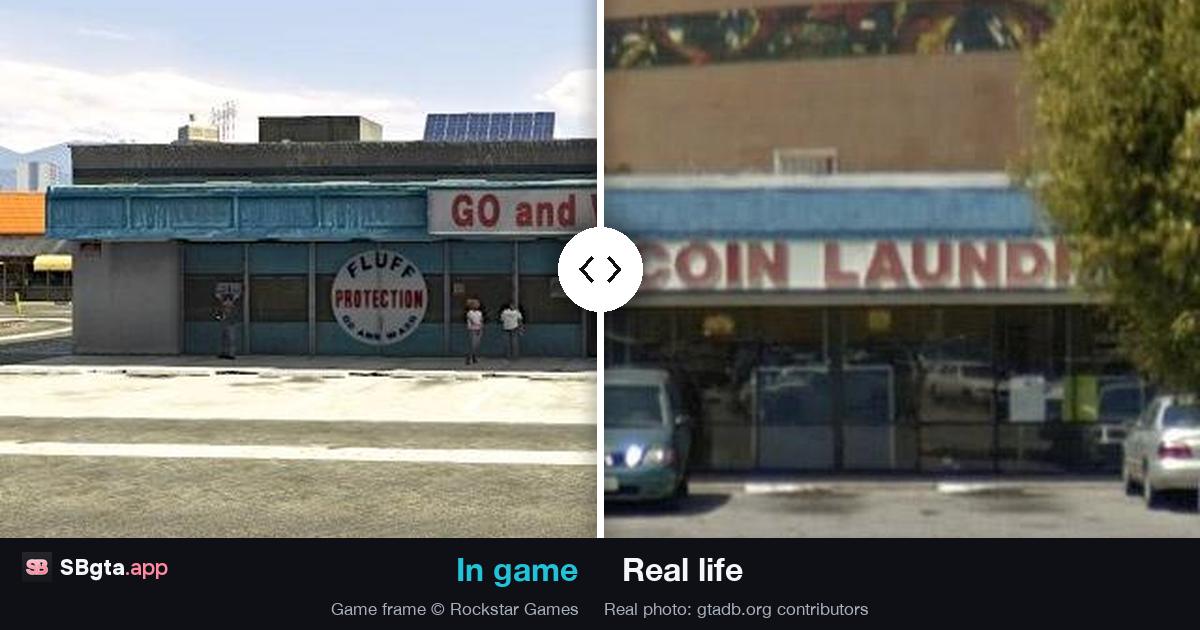 GO and
FLUFF
PROTECTION
GO AND WASH
COIN LAUND
SB SBgta.app
In game
Real life
Game frame © Rockstar Games
Real photo: gtadb.org contributors